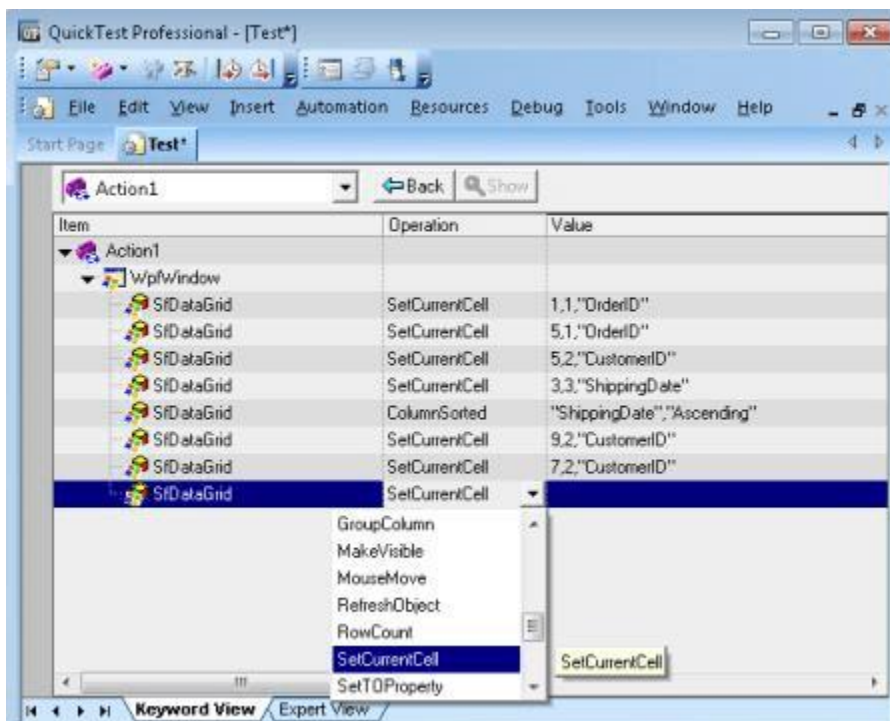 QuickTest Professional - [Test*]
File Edit View Insert Automation Resources Debug Tools Window Help
Start Page Test*
Action1 Back Show
Item Operation Value
Action1
WpfWindow
SfDataGrid SetCurrentCell 1,1,"OrderID"
SfDataGrid SetCurrentCell 5,1,"OrderID"
SfDataGrid SetCurrentCell 5,2,"CustomerID"
SfDataGrid SetCurrentCell 3,3,"ShippingDate"
SfDataGrid ColumnSorted "ShippingDate","Ascending"
SfDataGrid SetCurrentCell 9,2,"CustomerID"
SfDataGrid SetCurrentCell 7,2,"CustomerID"
SfDataGrid SetCurrentCell
GroupColumn
MakeVisible
MouseMove
RefreshObject
RowCount
SetCurrentCell SetCurrentCell
SetTOProperty
Keyword View Expert View